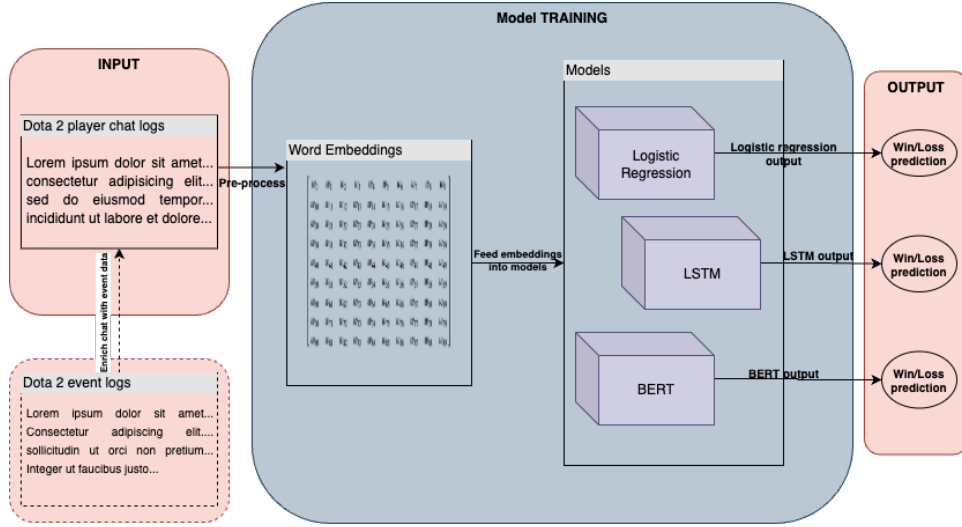 Model TRAINING
INPUT
Dota 2 player chat logs
Lorem ipsum dolor sit amet...
consectetur adipisicing elit...
sed do eiusmod tempor...
incididunt ut labore et dolore...
Enrich chat with event data
Dota 2 event logs
Lorem ipsum dolor sit amet...
Consectetur adipiscing elit....
sollicitudin ut orci non pretium...
Integer ut faucibus justo...
Pre-process
Word Embeddings
Feed embeddings
into models
Models
Logistic
Regression
LSTM
BERT
Logistic regression
output
LSTM output
BERT output
OUTPUT
Win/Loss
prediction
Win/Loss
prediction
Win/Loss
prediction